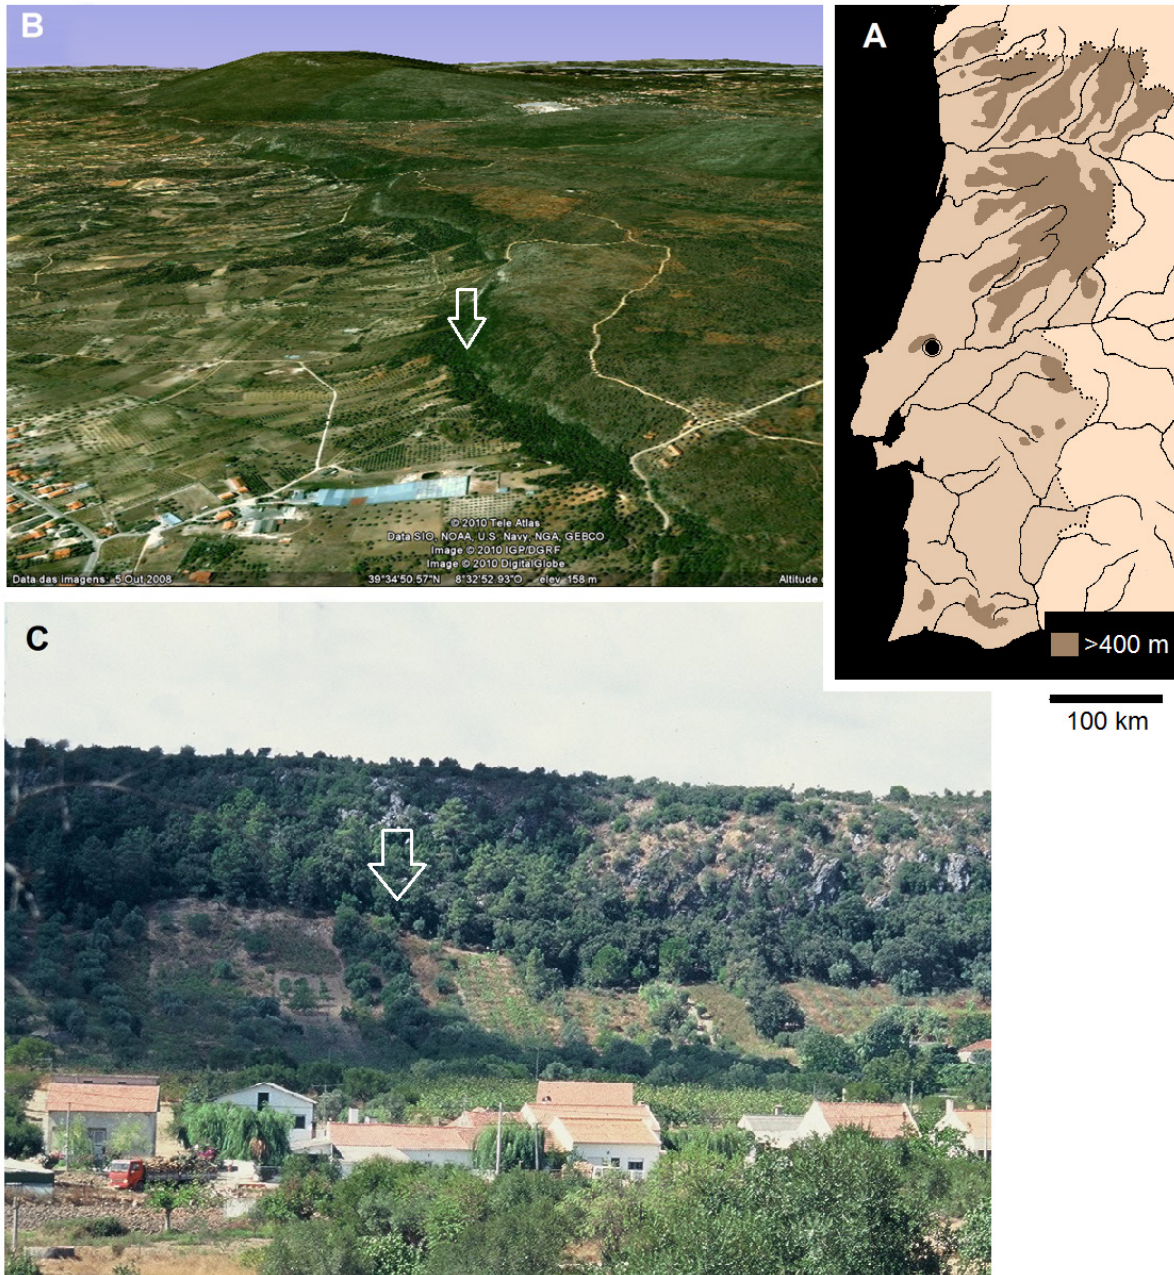 B
A
© 2010 Tele Atlas
Data SIO, NOAA, U.S. Navy, NGA, GEBCO
Image © 2010 IGP/DGRF
Image © 2010 DigitalGlobe
Data das imagens: 5 Out 2008
39°34'50.57"N 8°32'52.93"O elev 158 m
Altitude
>400 m
100 km
C